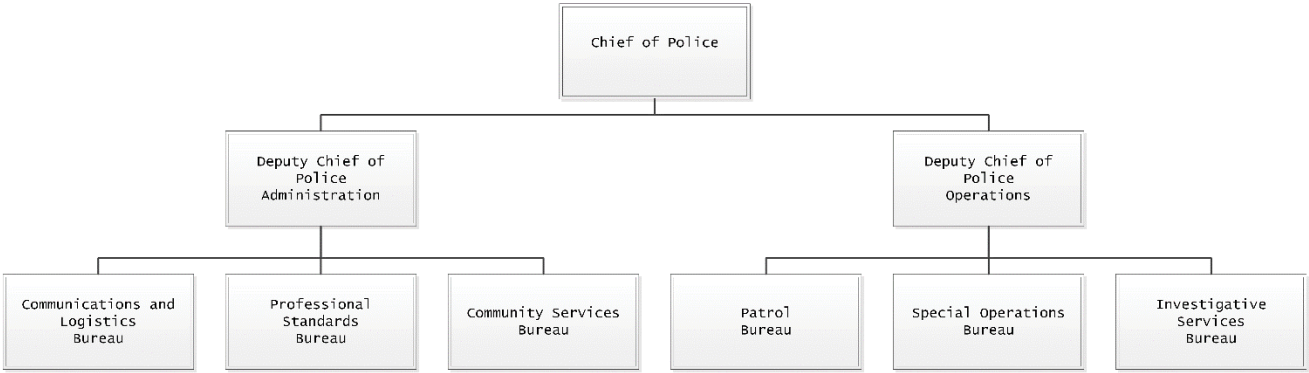 Chief of Police
Deputy Chief of
Police
Administration
Deputy Chief of
Police
Operations
Communications and
Logistics
Bureau
Professional
Standards
Bureau
Community Services
Bureau
Patrol
Bureau
Special Operations
Bureau
Investigative
Services
Bureau